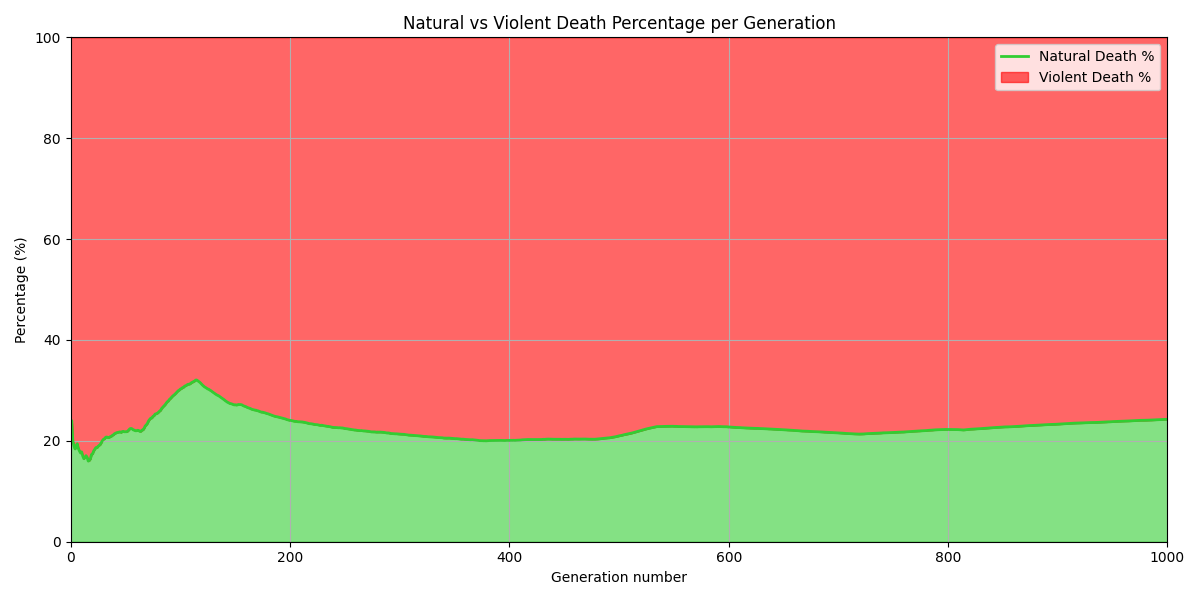 Natural vs Violent Death Percentage per Generation
Natural Death %
Violent Death %
Percentage (%)
100
80
60
40
20
0
0 200 400 600 800 1000
Generation number